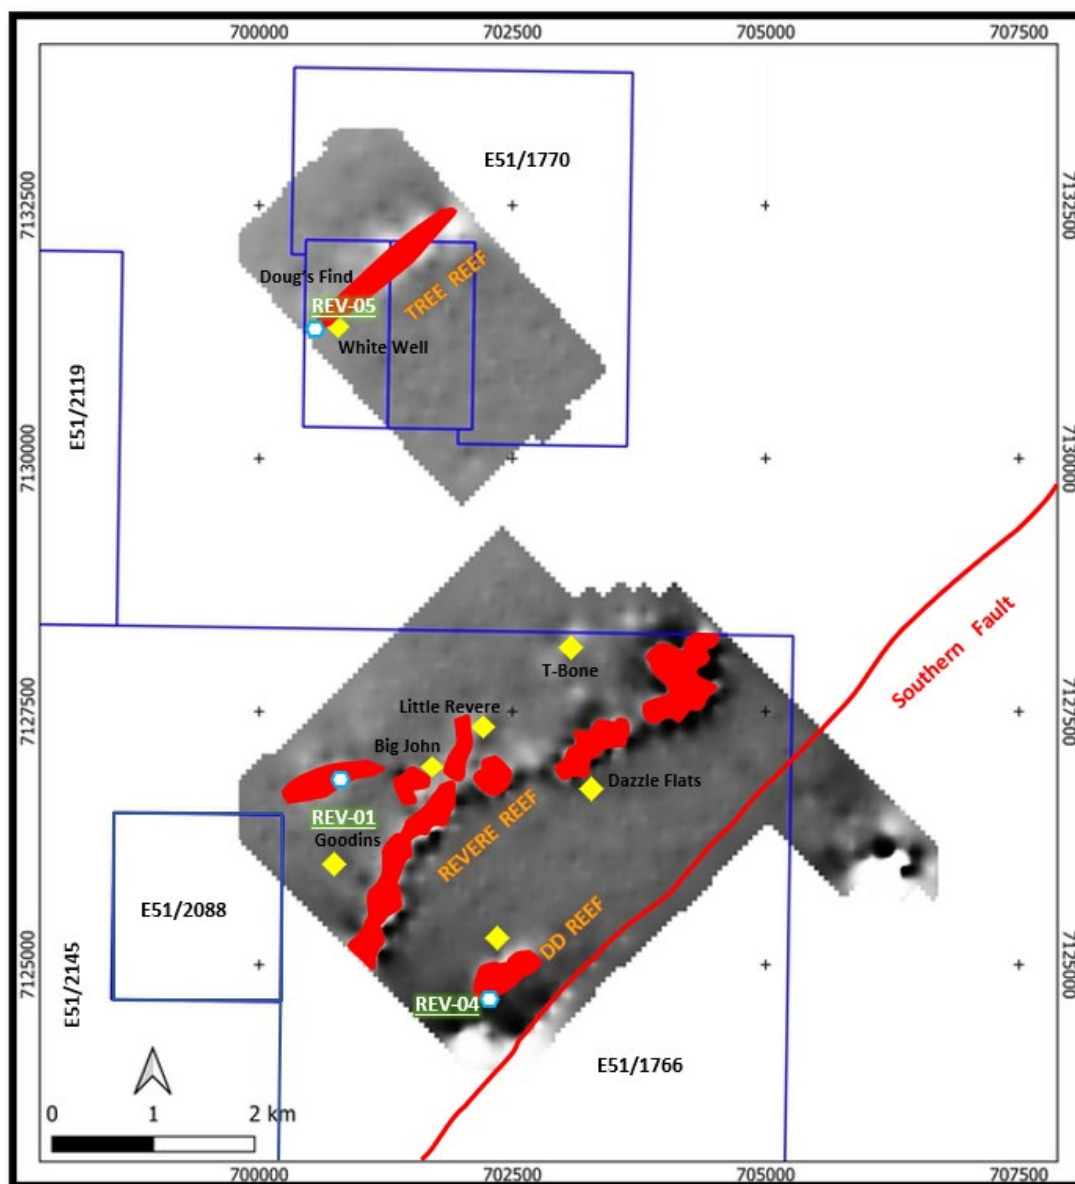 700000 702500 705000 707500
7132500
7132500
E51/1770
Doug's Find
REV-05
TREE REEF
White Well
E51/2119
7130000
7130000
Southern Fault
T-Bone
7127500
7127500
Little Revere
Big John
Dazzle Flats
REV-01
REVERE REEF
Goodins
E51/2088
DD REEF
7125000
7125000
E51/2145
REV-04
E51/1766
0 1 2 km
700000 702500 705000 707500